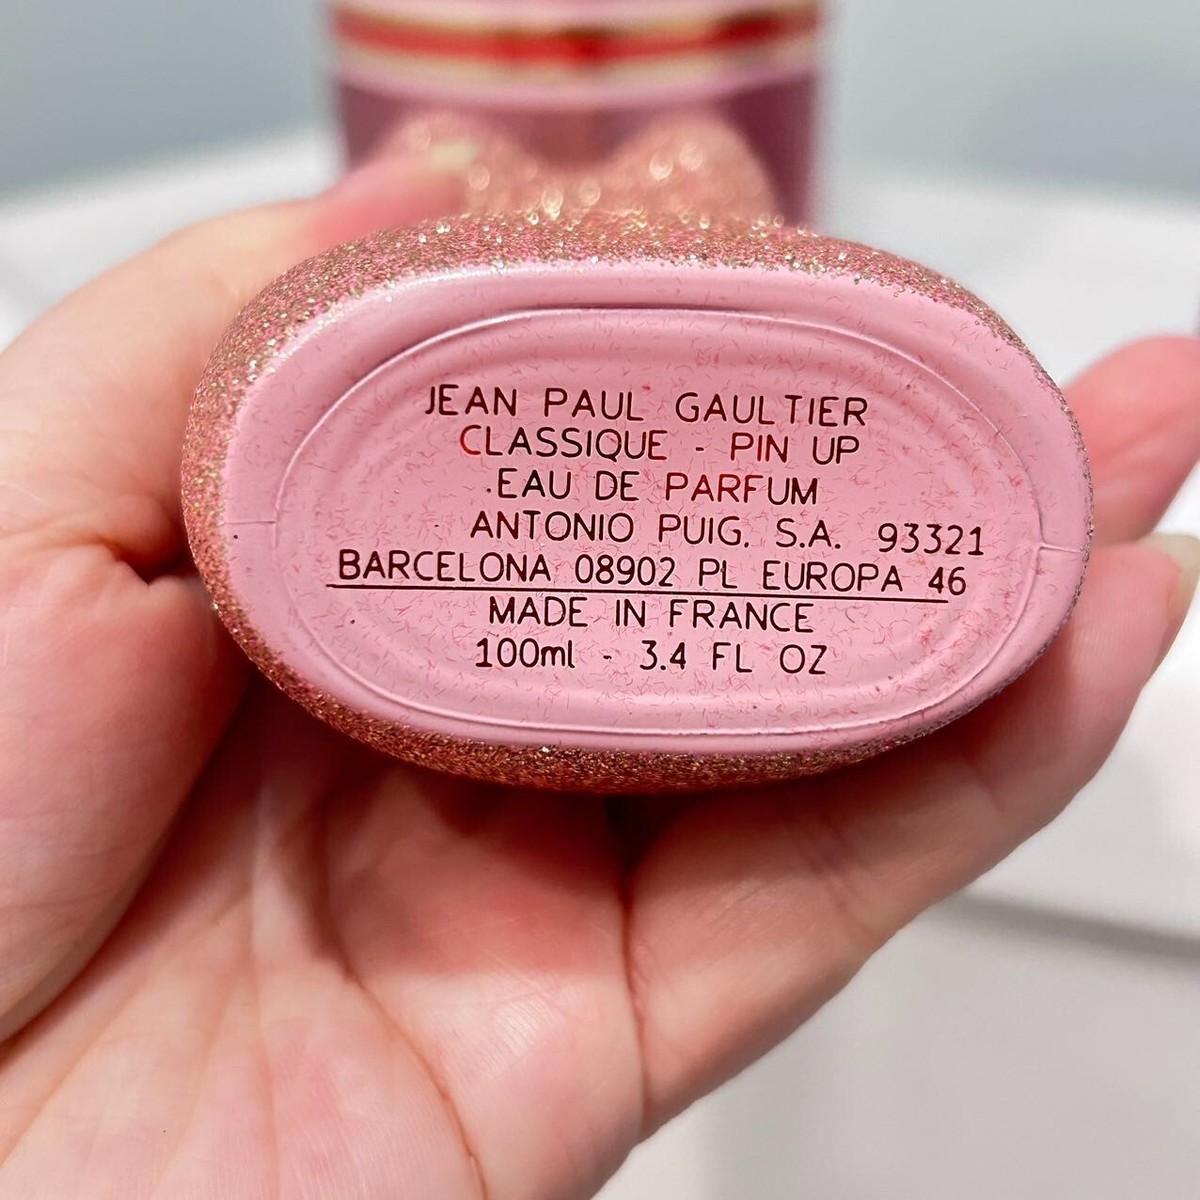 JEAN PAUL GAULTIER
CLASSIQUE - PIN UP
EAU DE PARFUM
ANTONIO PUIG. S.A. 93321
BARCELONA 08902 PL EUROPA 46
MADE IN FRANCE
100ml - 3.4 FL OZ